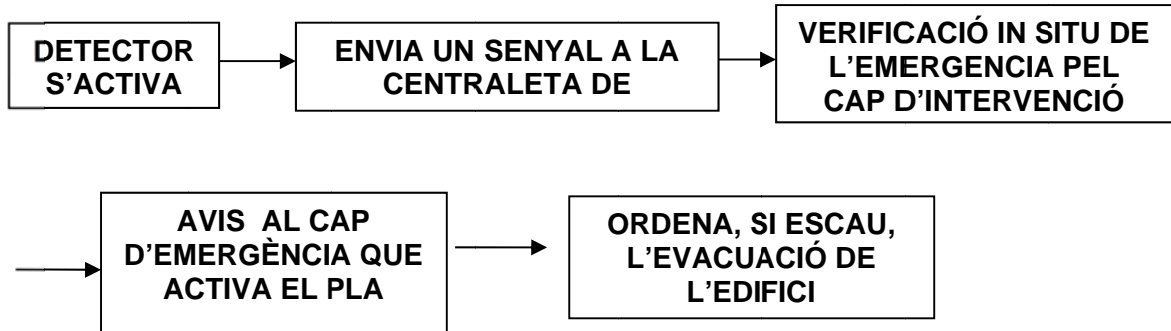 DETECTOR
S'ACTIVA
ENVIA UN SENYAL A LA
CENTRALETA DE
VERIFICACIÓ IN SITU DE
L'EMERGENCIA PEL
CAP D'INTERVENCIÓ
AVIS AL CAP
D'EMERGÈNCIA QUE
ACTIVA EL PLA
ORDENA, SI ESCAU,
L'EVACUACIÓ DE
L'EDIFICI